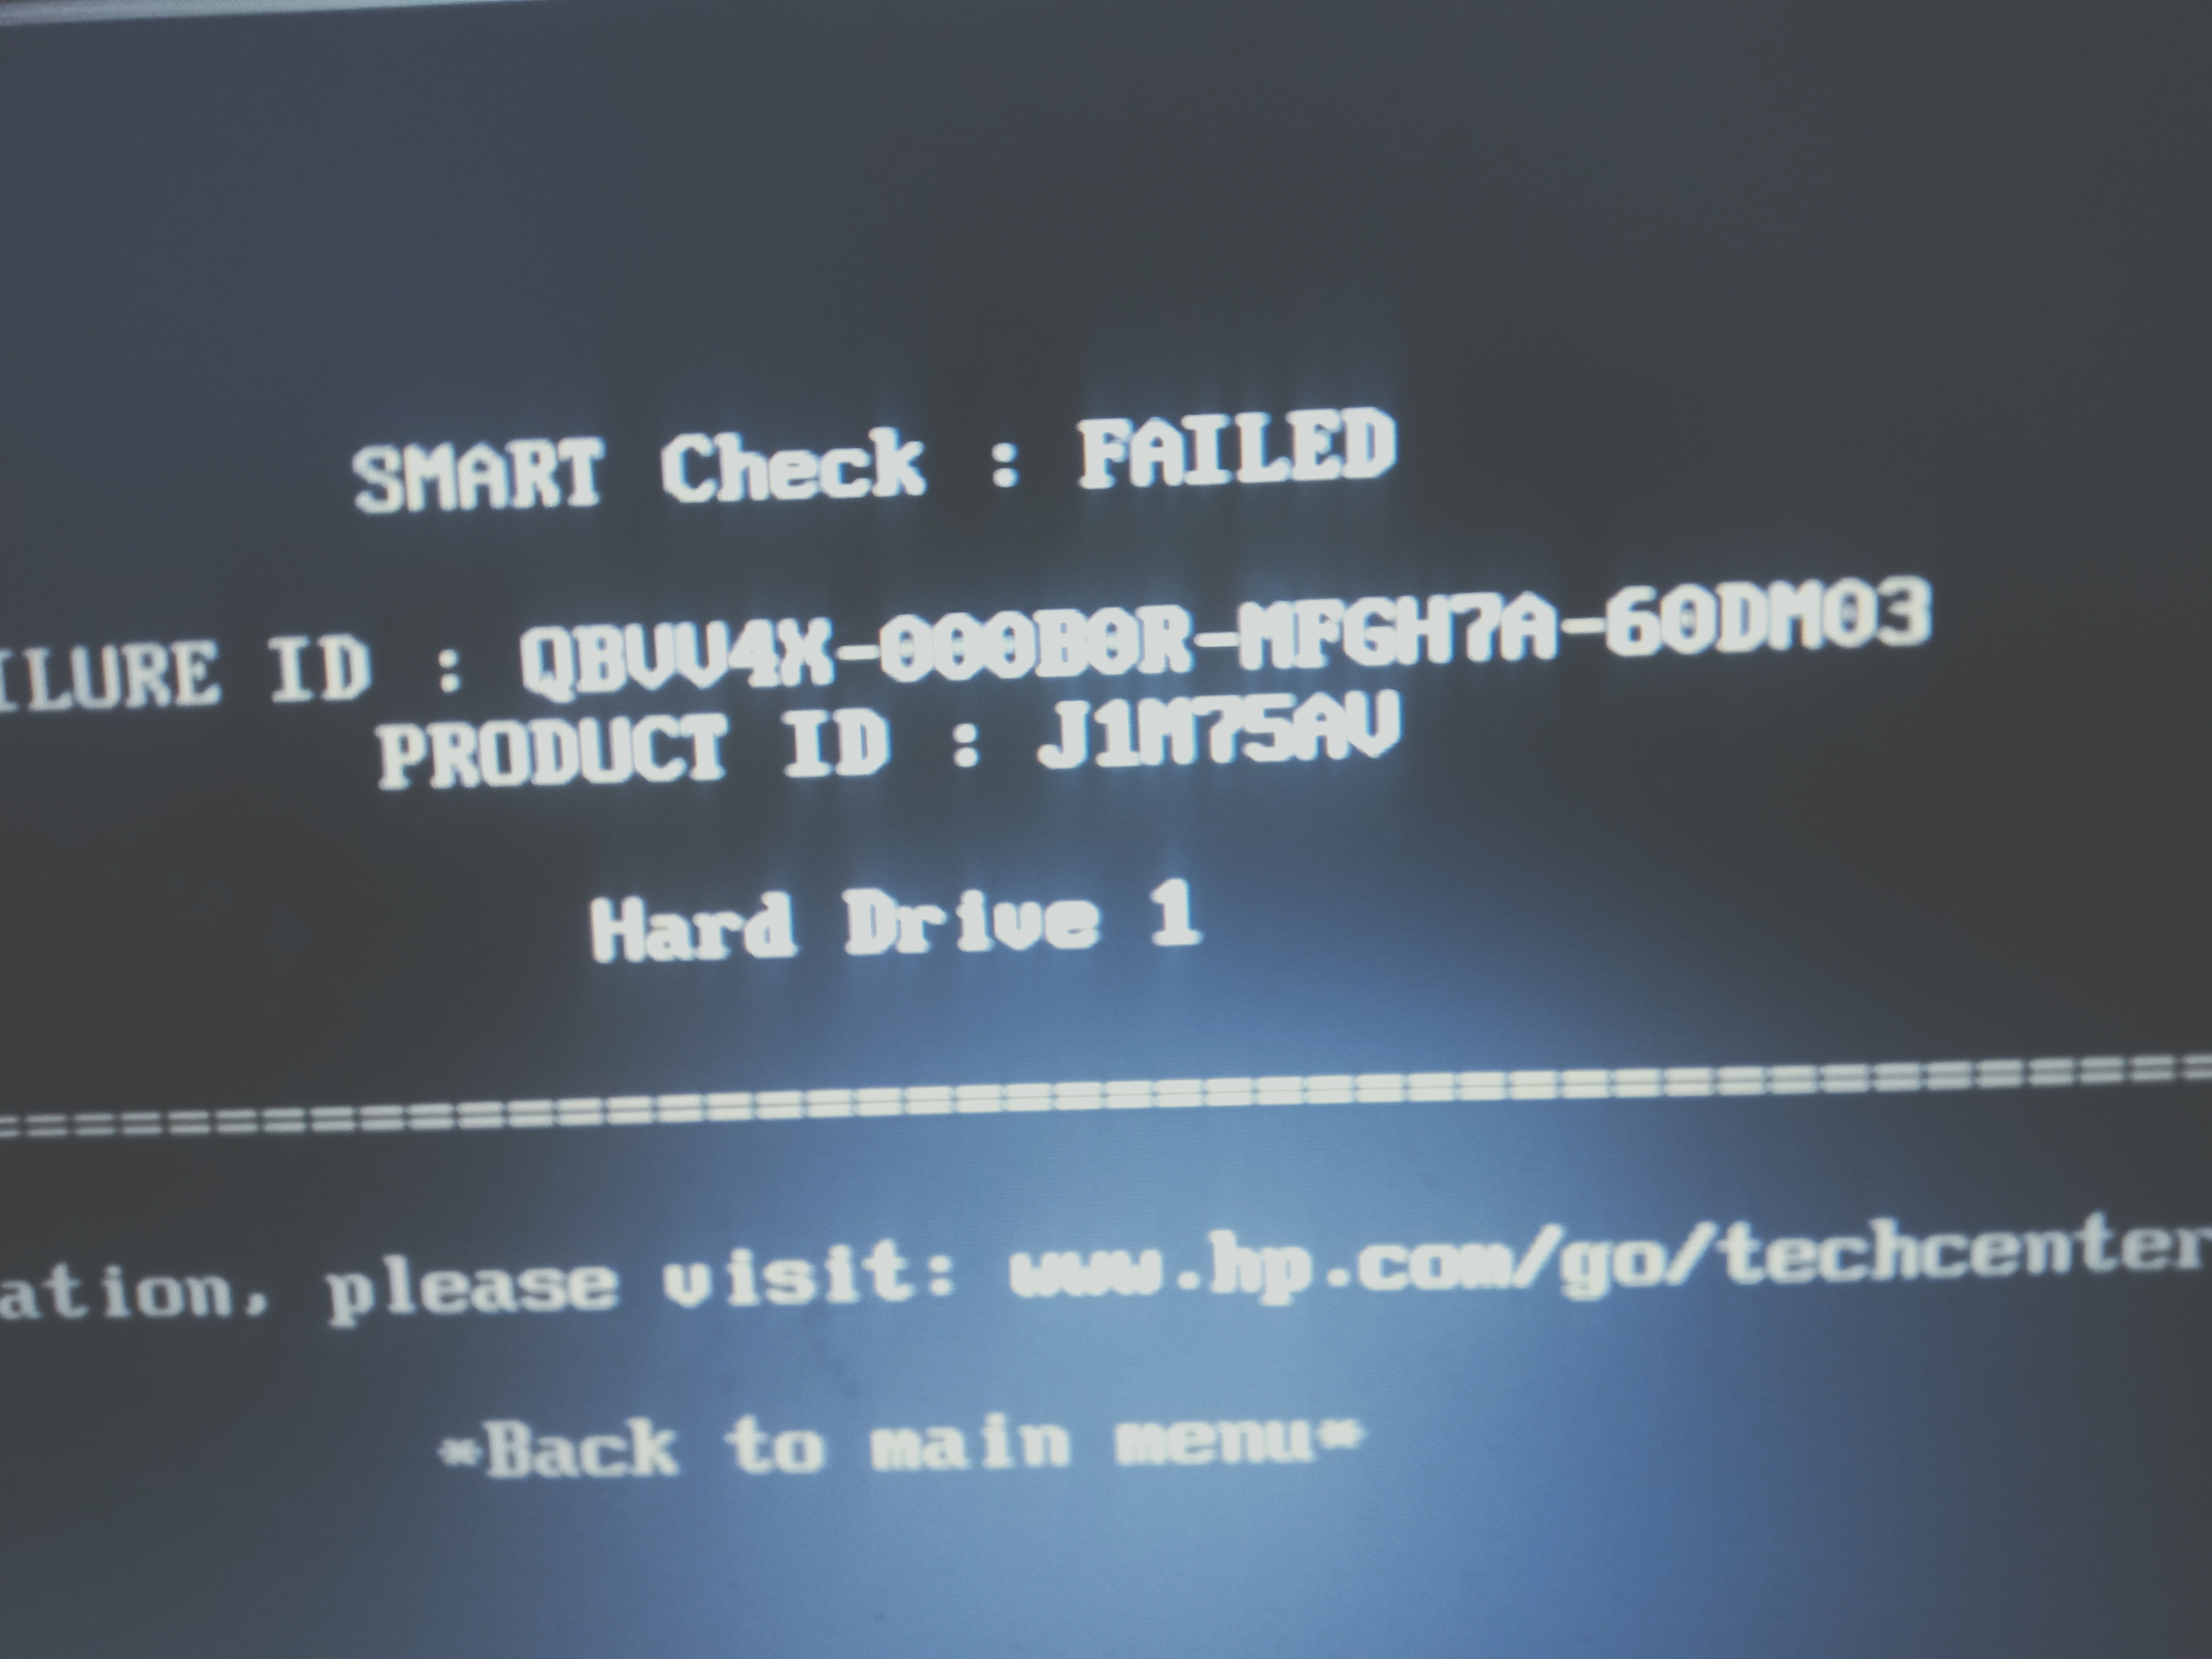 SMART Check : FAILED
ILURE ID : QBVU4X-000B0R-MFGH7A-60DM03
PRODUCT ID : J1M75AV
Hard Drive 1
ation, please visit: www.hp.com/go/techcenter
*Back to main menu*